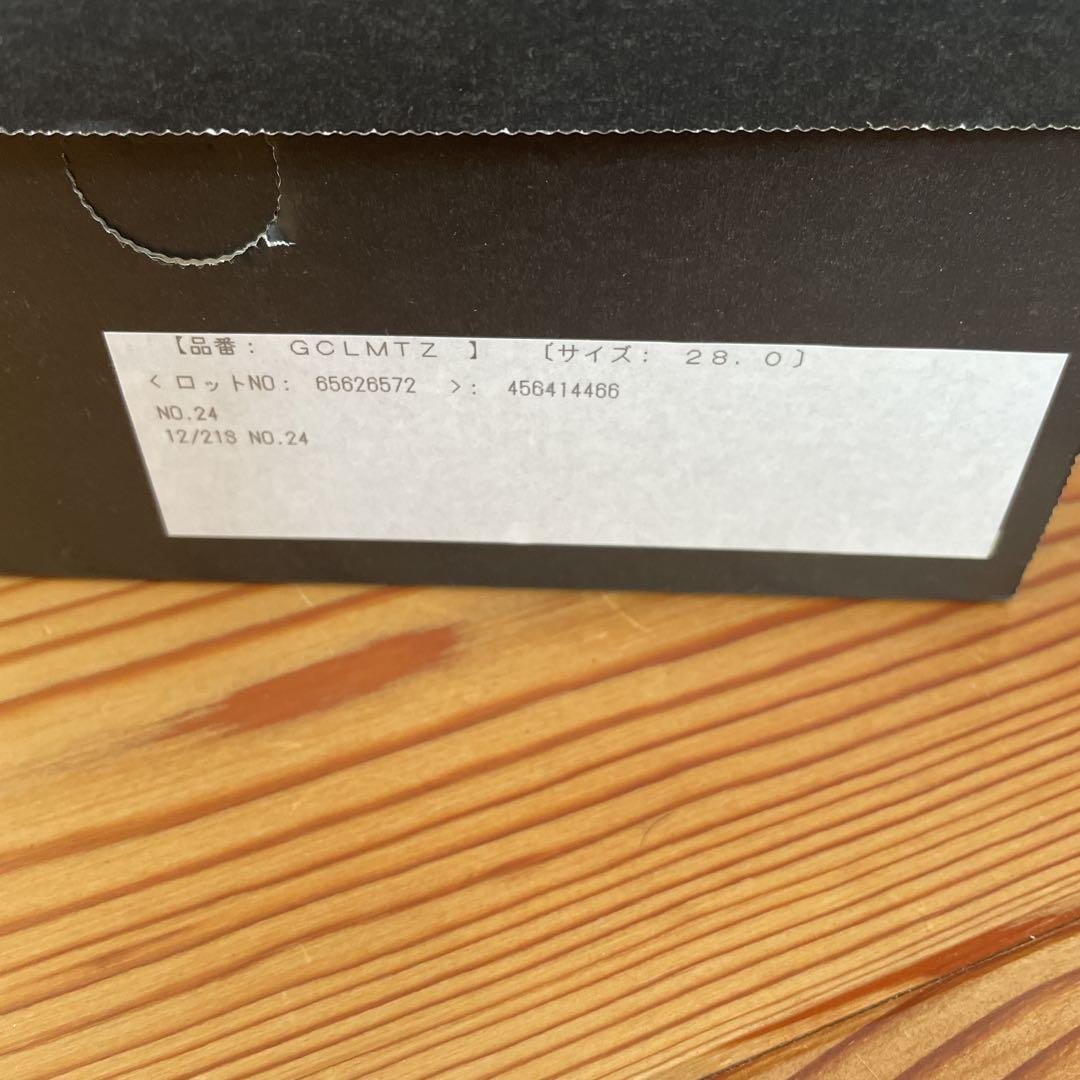 【品番： ＧＣＬＭＴＺ 】 〔サイズ： ２８．０〕
< ロットNO: 65626572 >: 456414466
NO.24
12/21S NO.24